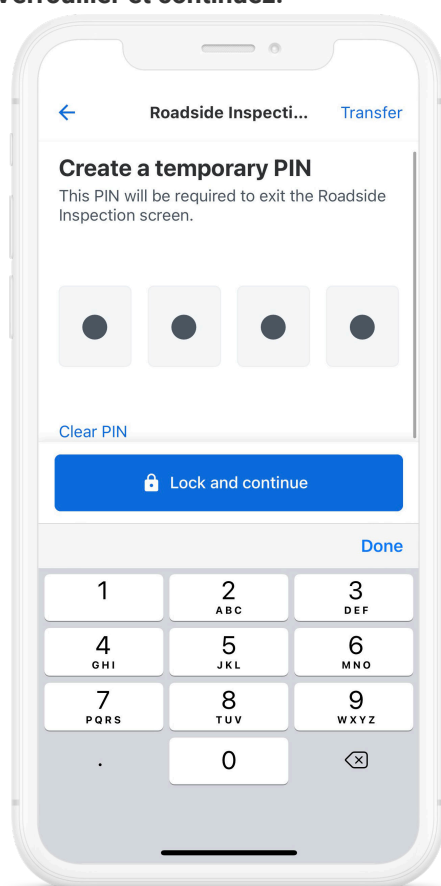 verrouiller et continuez.
Roadside Inspecti... Transfer
Create a temporary PIN
This PIN will be required to exit the Roadside
Inspection screen.
Clear PIN
Lock and continue
Done
1 2 3
ABC DEF
4 5 6
GHI JKL MNO
7 8 9
PQRS TUV WXYZ
. 0